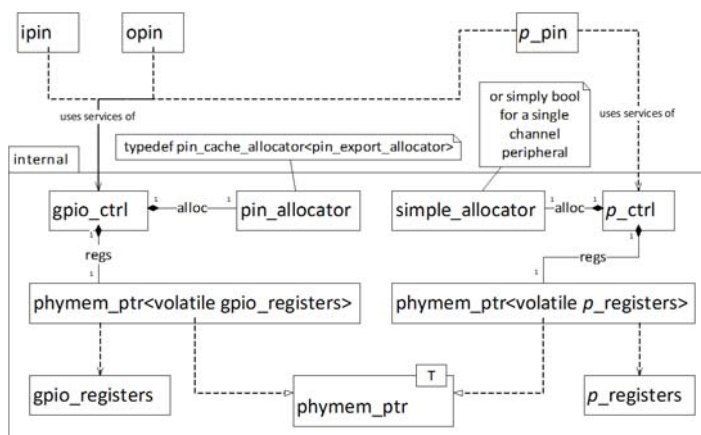 ipin
opin
p_pin
or simply bool
for a single
channel
peripheral
uses services of
uses services of
typedef pin_cache_allocator<pin_export_allocator>
internal
gpio_ctrl
1
alloc
1
pin_allocator
simple_allocator
1
alloc
1
p_ctrl
1
regs
1
1
regs
1
phymem_ptr<volatile gpio_registers>
phymem_ptr<volatile p_registers>
T
gpio_registers
phymem_ptr
p_registers